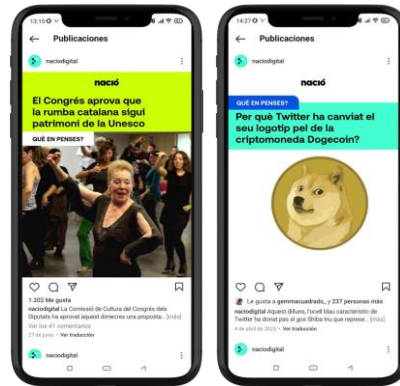 13:15
Publicaciones
naciodigital
nació
El Congrés aprova que
la rumba catalana sigui
patrimoni de la Unesco
QUÈ EN PENSES?
1.202 Me gusta
naciodigital La Comissió de Cultura del Congrés dels
Diputats ha aprovat aquest dimecres una proposta... [más]
Ver los 41 comentarios
27 de junio · Ver traducción
naciodigital
14:27
Publicaciones
naciodigital
nació
QUÈ EN PENSES?
Per què Twitter ha canviat el
seu logotip pel de la
criptomoneda Dogecoin?
Le gusta a gemmacuadrado_ y 237 personas más
naciodigital Aquest dilluns, l'ocell blau característic de
Twitter ha donat pas al gos Shiba Inu que represe... [más]
4 de abril de 2023 · Ver traducción
naciodigital